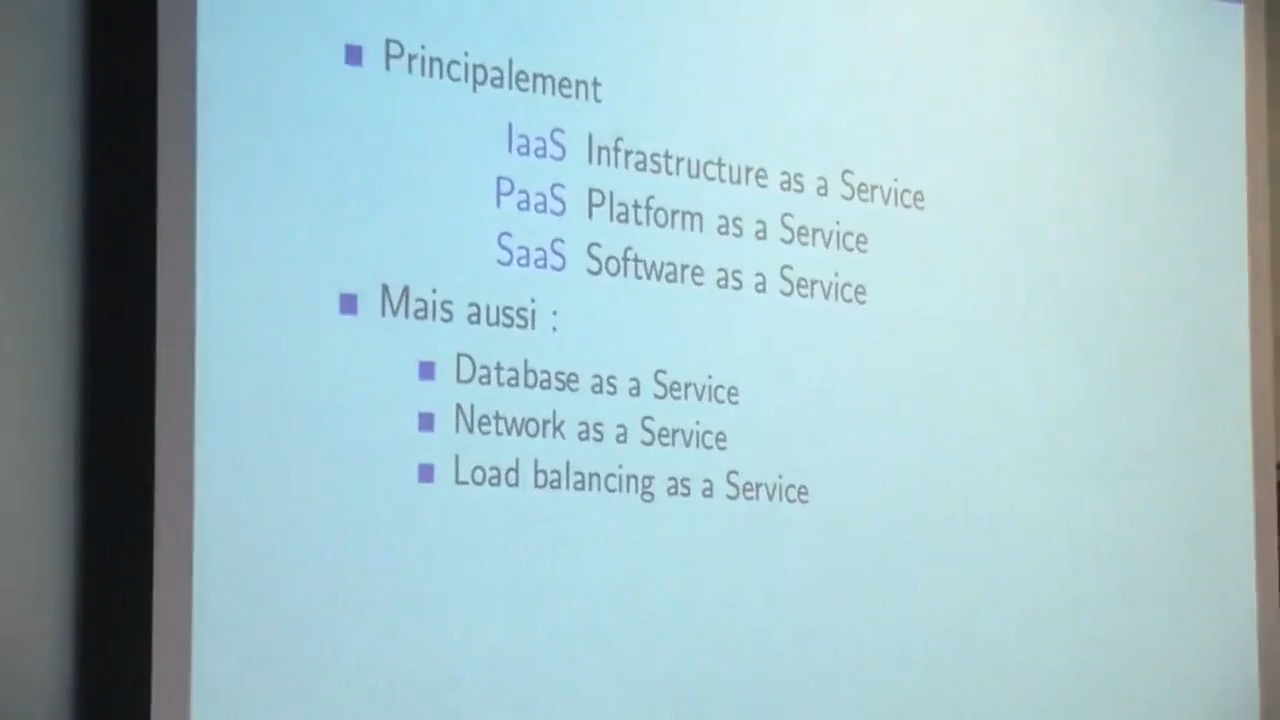 Principalement
IaaS Infrastructure as a Service
PaaS Platform as a Service
SaaS Software as a Service
Mais aussi :
Database as a Service
Network as a Service
Load balancing as a Service